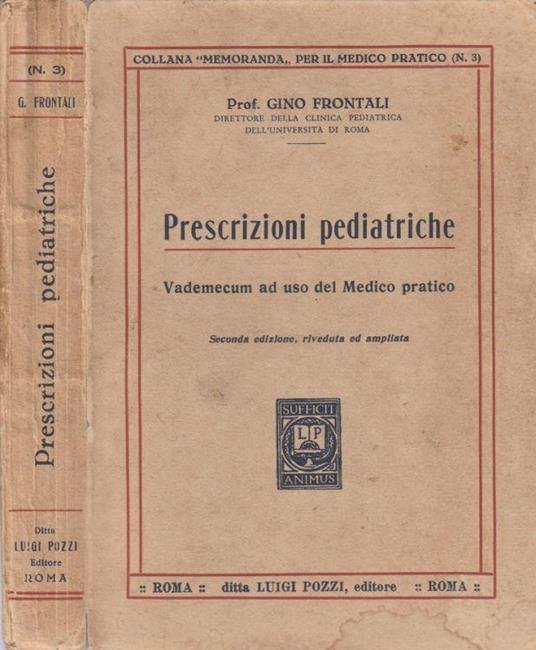 (N. 3)
G. FRONTALI
Prescrizioni pediatriche
Ditta
LUIGI POZZI
Editore
ROMA
COLLANA "MEMORANDA„ PER IL MEDICO PRATICO (N. 3)
Prof. GINO FRONTALI
DIRETTORE DELLA CLINICA PEDIATRICA
DELL'UNIVERSITÀ DI ROMA
Prescrizioni pediatriche
Vademecum ad uso del Medico pratico
Seconda edizione, riveduta ed ampliata
SUFFICIT
L P
ANIMUS
:: ROMA :: ditta LUIGI POZZI, editore :: ROMA ::